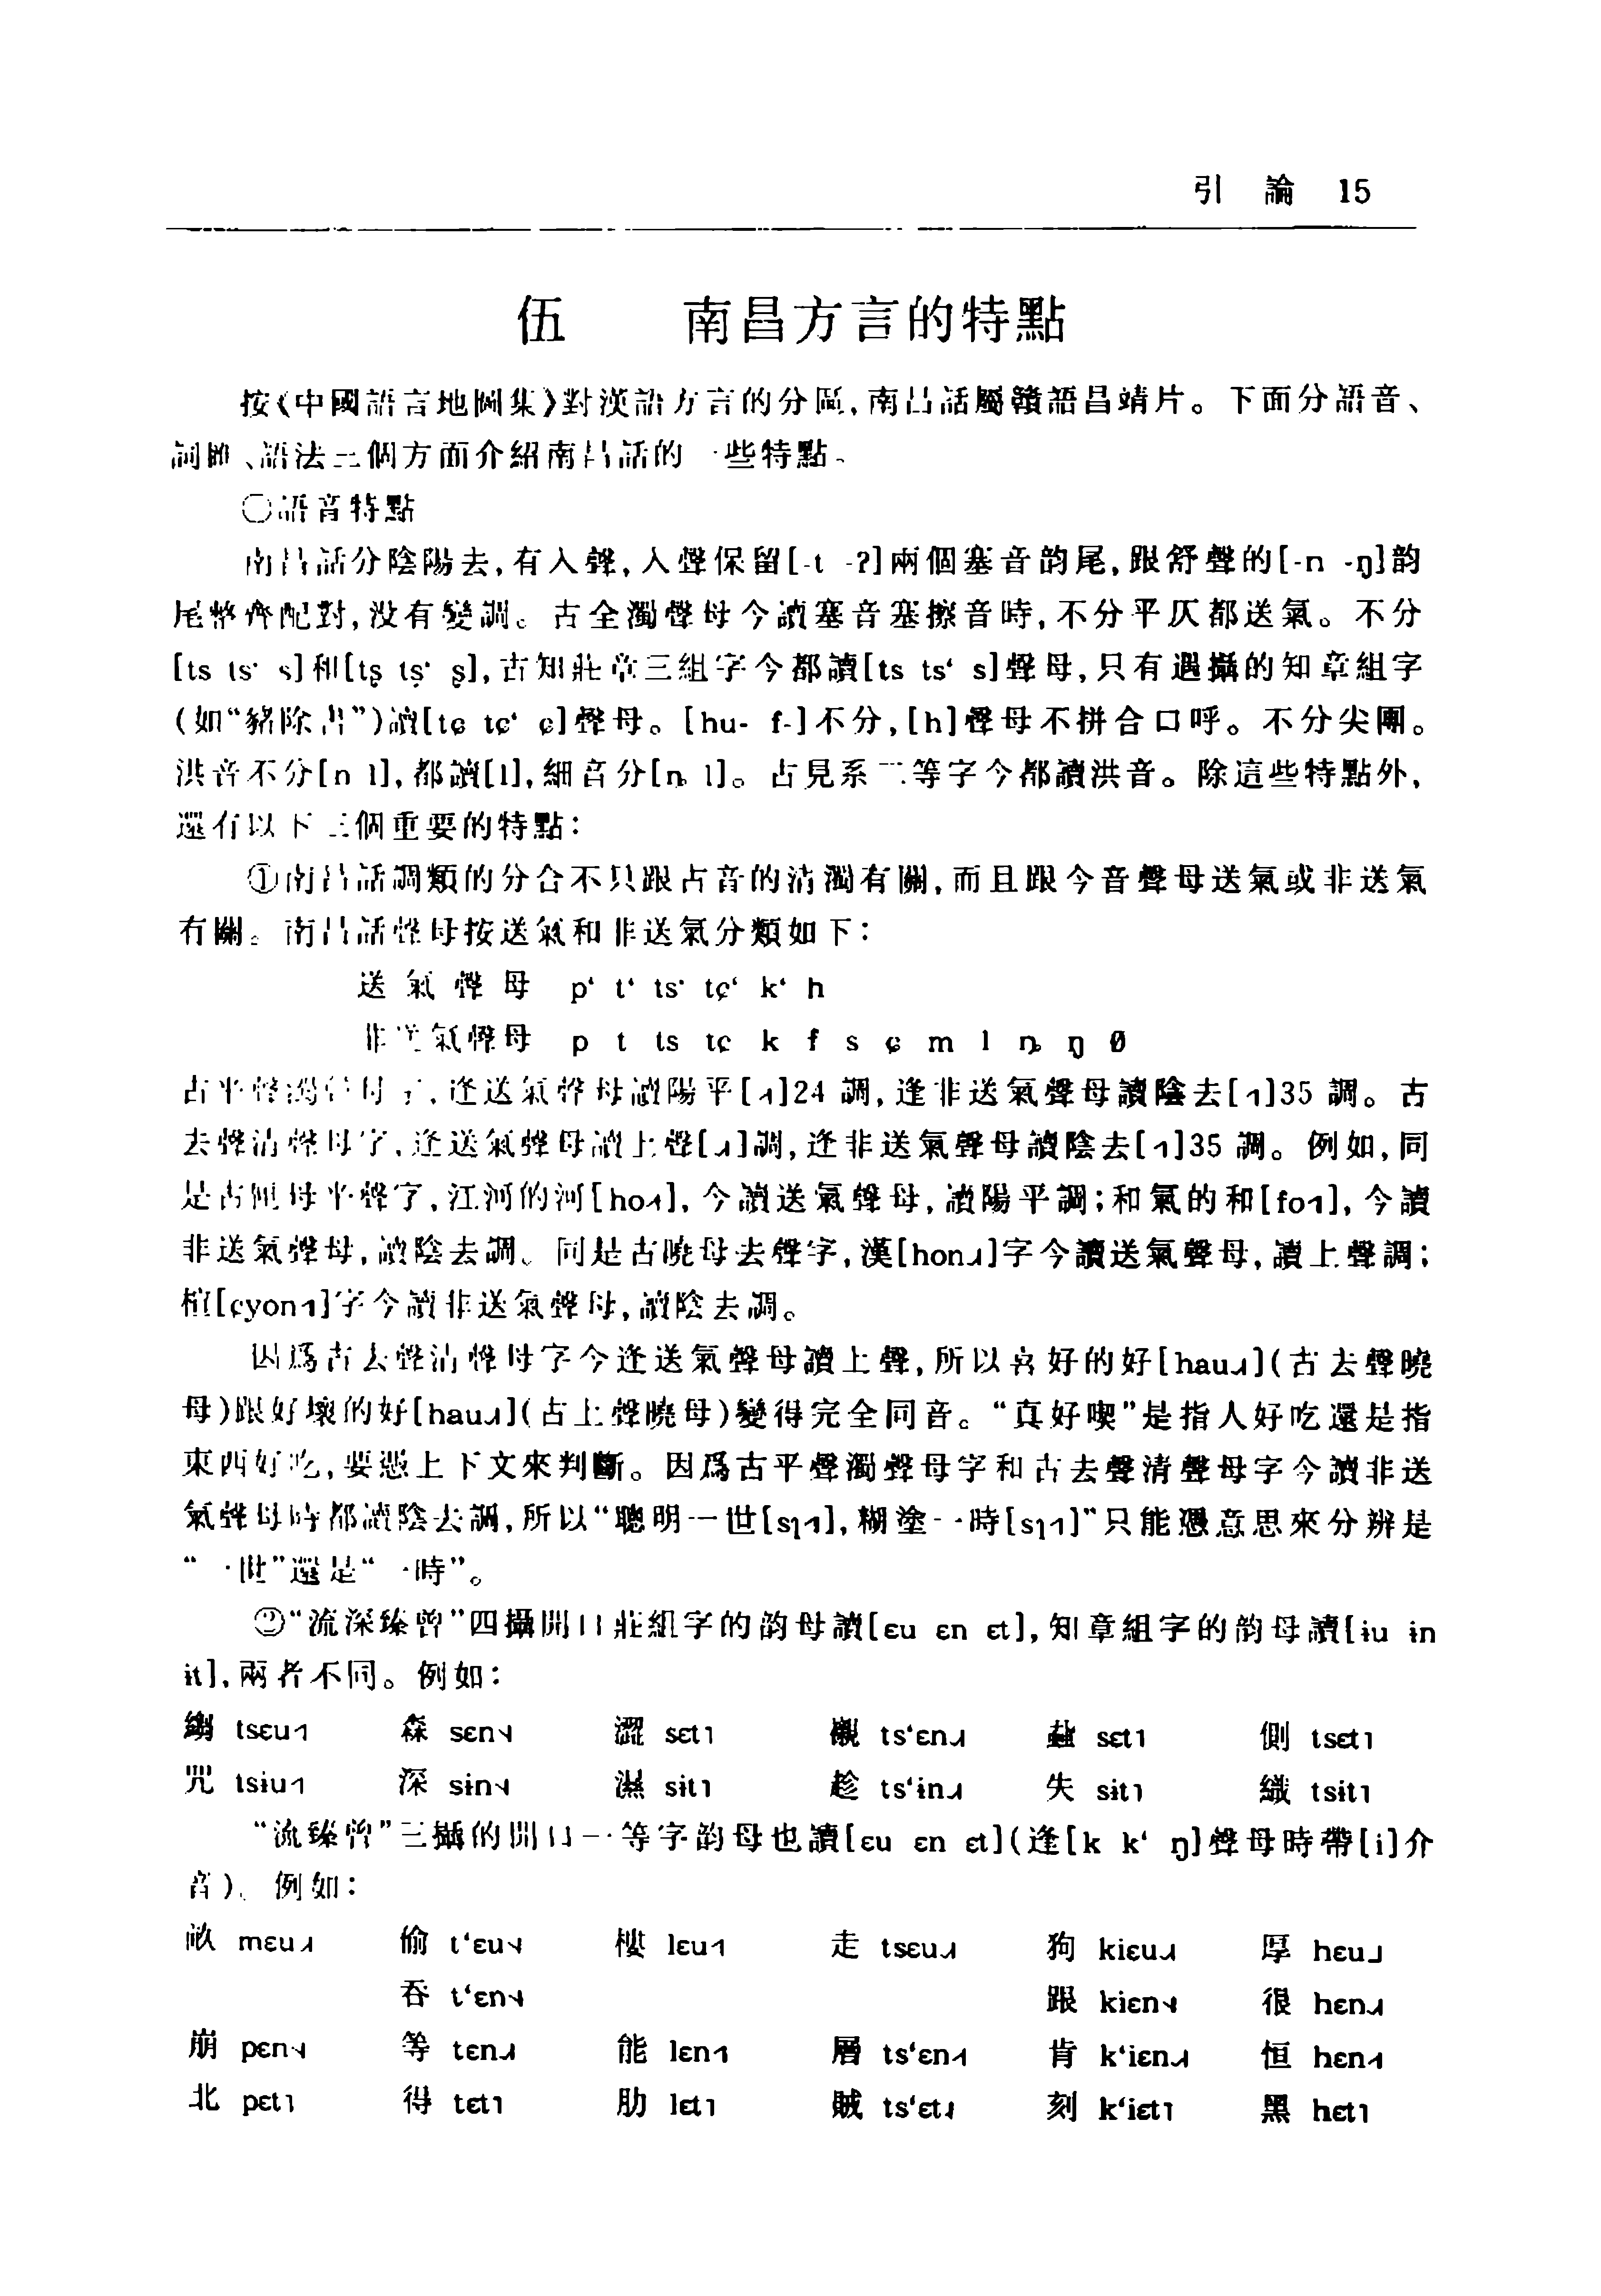 引 論 15
伍 南昌方言的特點
按《中國語言地圖集》對漢語方言的分區,南昌話屬贛語昌靖片。下面分語音、
詞彙、語法三個方面介紹南昌話的一些特點。
㊀語音特點
南昌話分陰陽去,有入聲,入聲保留[-t -ʔ]兩個塞音韵尾,跟舒聲的[-n -ŋ]韵
尾整齊配對,没有變調。古全濁聲母今讀塞音塞擦音時,不分平仄都送氣。不分
[ts ts‘ s]和[tʂ tʂ‘ ʂ],古知莊章三組字今都讀[ts ts‘ s]聲母,只有遇攝的知章組字
(如“豬除書”)讀[tɕ tɕ‘ ɕ]聲母。[hu- f-]不分,[h]聲母不拼合口呼。不分尖團。
洪音不分[n l],都讀[l],細音分[ȵ l]。古見系二等字今都讀洪音。除這些特點外,
還有以下三個重要的特點:
①南昌話調類的分合不只跟古音的清濁有關,而且跟今音聲母送氣或非送氣
有關。南昌話聲母按送氣和非送氣分類如下:
送氣聲母 p‘ t‘ ts‘ tɕ‘ k‘ h
非送氣聲母 p t ts tɕ k f s ɕ m l ȵ ŋ Ø
古平聲濁聲母字,逢送氣聲母讀陽平[˨˦]24 調,逢非送氣聲母讀陰去[˧˥]35 調。古
去聲清聲母字,逢送氣聲母讀上聲[˨˩˧]調,逢非送氣聲母讀陰去[˧˥]35 調。例如,同
是古匣母平聲字,江河的河[ho˨˦],今讀送氣聲母,讀陽平調;和氣的和[fo˧˥],今讀
非送氣聲母,讀陰去調。同是古曉母去聲字,漢[hon˨˩˧]字今讀送氣聲母,讀上聲調;
楦[ɕyon˧˥]字今讀非送氣聲母,讀陰去調。
因爲古去聲清聲母字今逢送氣聲母讀上聲,所以喜好的好[hau˨˩˧](古去聲曉
母)跟好壞的好[hau˨˩˧](古上聲曉母)變得完全同音。“真好喫”是指人好吃還是指
東西好吃,要憑上下文來判斷。因爲古平聲濁聲母字和古去聲清聲母字今讀非送
氣聲母時都讀陰去調,所以“聰明一世[sɿ˧˥],糊塗一時[sɿ˧˥]”只能憑意思來分辨是
“一世”還是“一時”。
②“流深臻曾”四攝開口莊組字的韵母讀[ɛu ɛn ɛt],知章組字的韵母讀[ɨu ɨn
ɨt],兩者不同。例如:
縐 tsɛu˧˥ 森 sɛn˦˨ 澀 sɛt˥ 襯 ts‘ɛn˨˩˧ 蝨 sɛt˥ 側 tsɛt˥
咒 tsɨu˧˥ 深 sɨn˦˨ 濕 sɨt˥ 趁 ts‘ɨn˨˩˧ 失 sɨt˥ 織 tsɨt˥
“流臻曾”三攝的開口一等字韵母也讀[ɛu ɛn ɛt](逢[k k‘ ŋ]聲母時帶[i]介
音)。例如:
畝 mɛu˨˩˧ 偷 t‘ɛu˦˨ 樓 lɛu˧˥ 走 tsɛu˨˩˧ 狗 kiɛu˨˩˧ 厚 hɛu˨˩
吞 t‘ɛn˦˨ 跟 kiɛn˦˨ 很 hɛn˨˩˧
崩 pɛn˦˨ 等 tɛn˨˩˧ 能 lɛn˧˥ 層 ts‘ɛn˨˦ 肯 k‘iɛn˨˩˧ 恒 hɛn˨˦
北 pɛt˥ 得 tɛt˥ 肋 lɛt˥ 賊 ts‘ɛt˨˩ 刻 k‘iɛt˥ 黑 hɛt˥